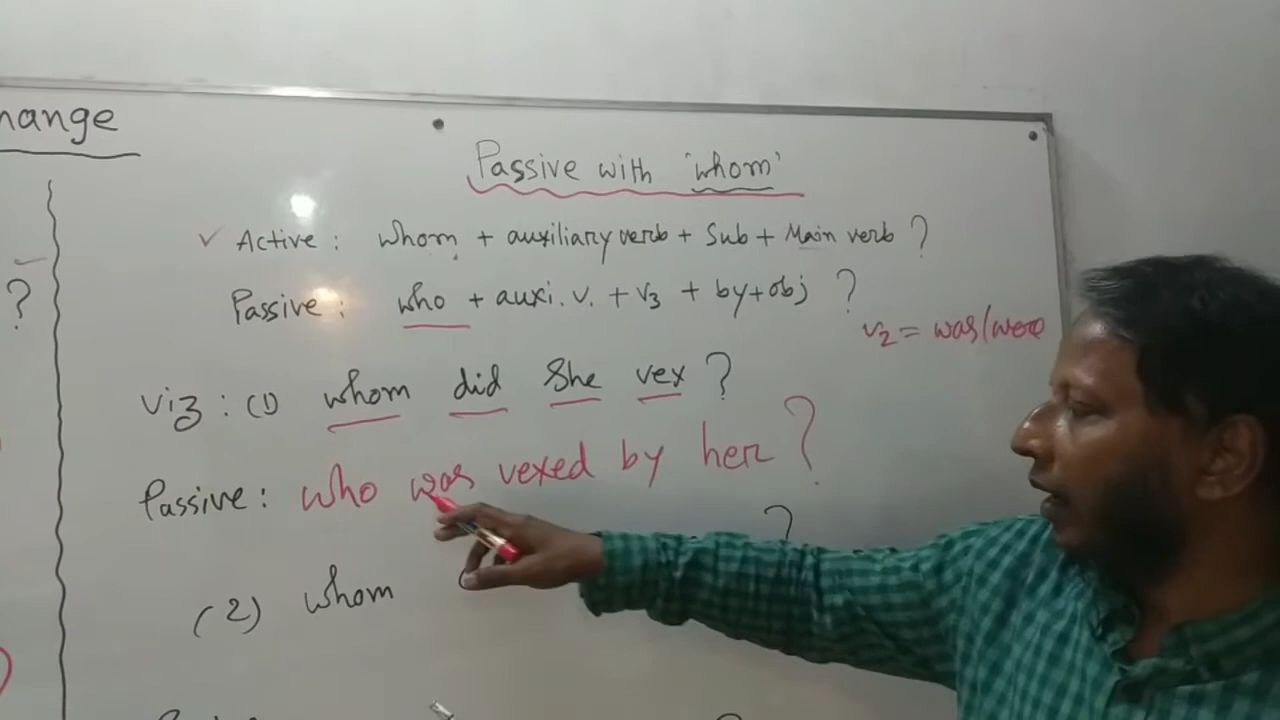 hange
Passive with 'whom'
✓ Active : whom + auxiliary verb + Sub + Main verb ?
?
Passive : who + auxi. v. + v3 + by + obj ?
v2 = was/were
viz : (1) whom did She vex ?
Passive : who was vexed by her ?
(2) whom ?